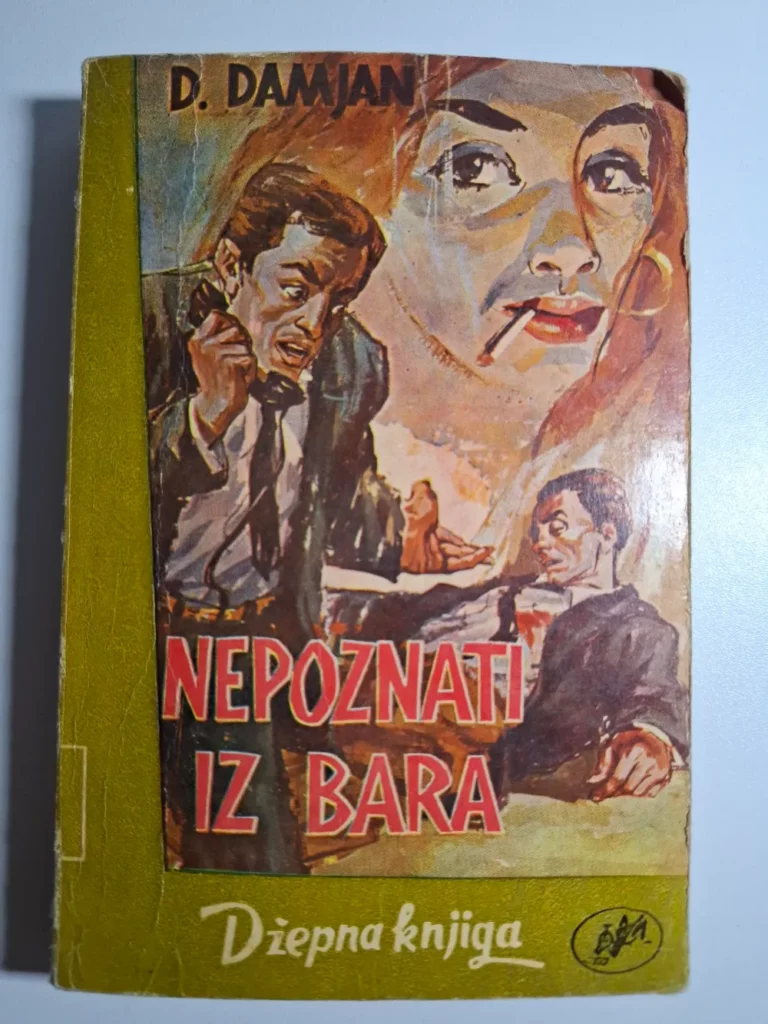 D. DAMJAN
NEPOZNATI
IZ BARA
Džepna knjiga